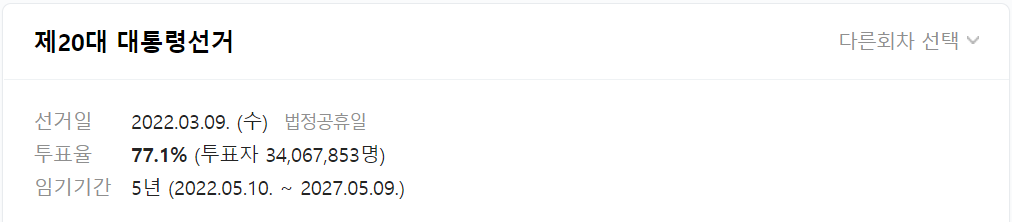 제20대 대통령선거
다른회차 선택
선거일 2022.03.09. (수) 법정공휴일
투표율 77.1% (투표자 34,067,853명)
임기기간 5년 (2022.05.10. ~ 2027.05.09.)